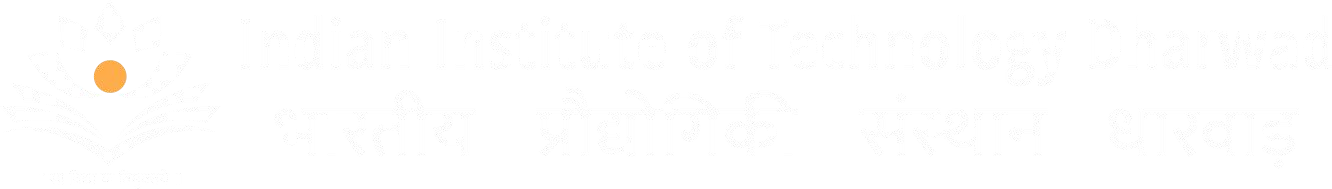 Indian Institute of Technology Dharwad
भारतीय प्रौद्योगिकी संस्थान धारवाड़